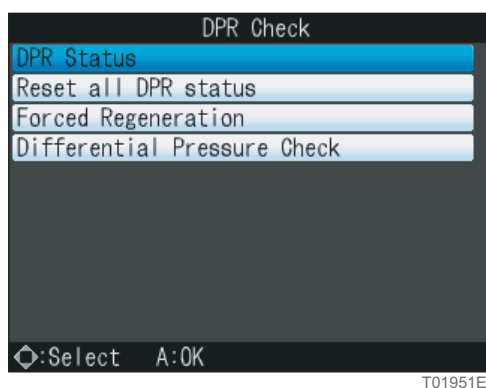 DPR Check
DPR Status
Reset all DPR status
Forced Regeneration
Differential Pressure Check
:Select A:OK
T01951E